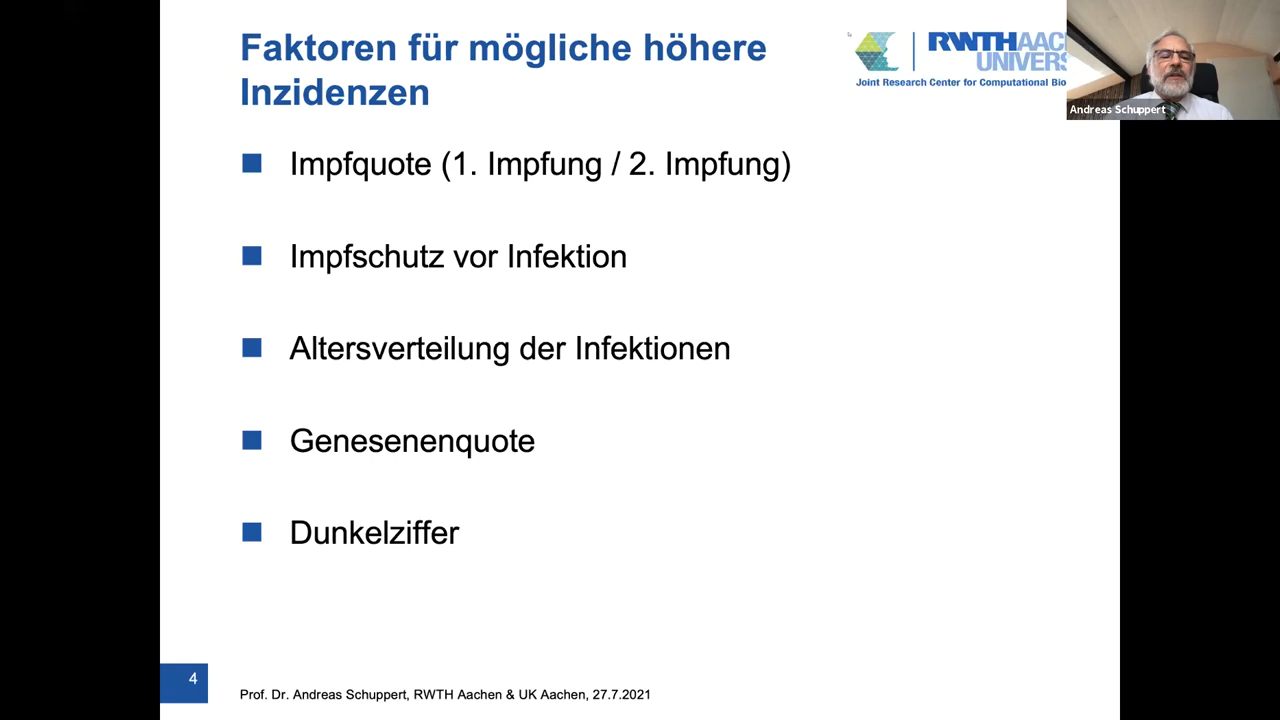 Faktoren für mögliche höhere
Inzidenzen
RWTHAAC
UNIVERS
Joint Research Center for Computational Bio
Andreas Schuppert
Impfquote (1. Impfung / 2. Impfung)
Impfschutz vor Infektion
Altersverteilung der Infektionen
Genesenenquote
Dunkelziffer
4
Prof. Dr. Andreas Schuppert, RWTH Aachen & UK Aachen, 27.7.2021